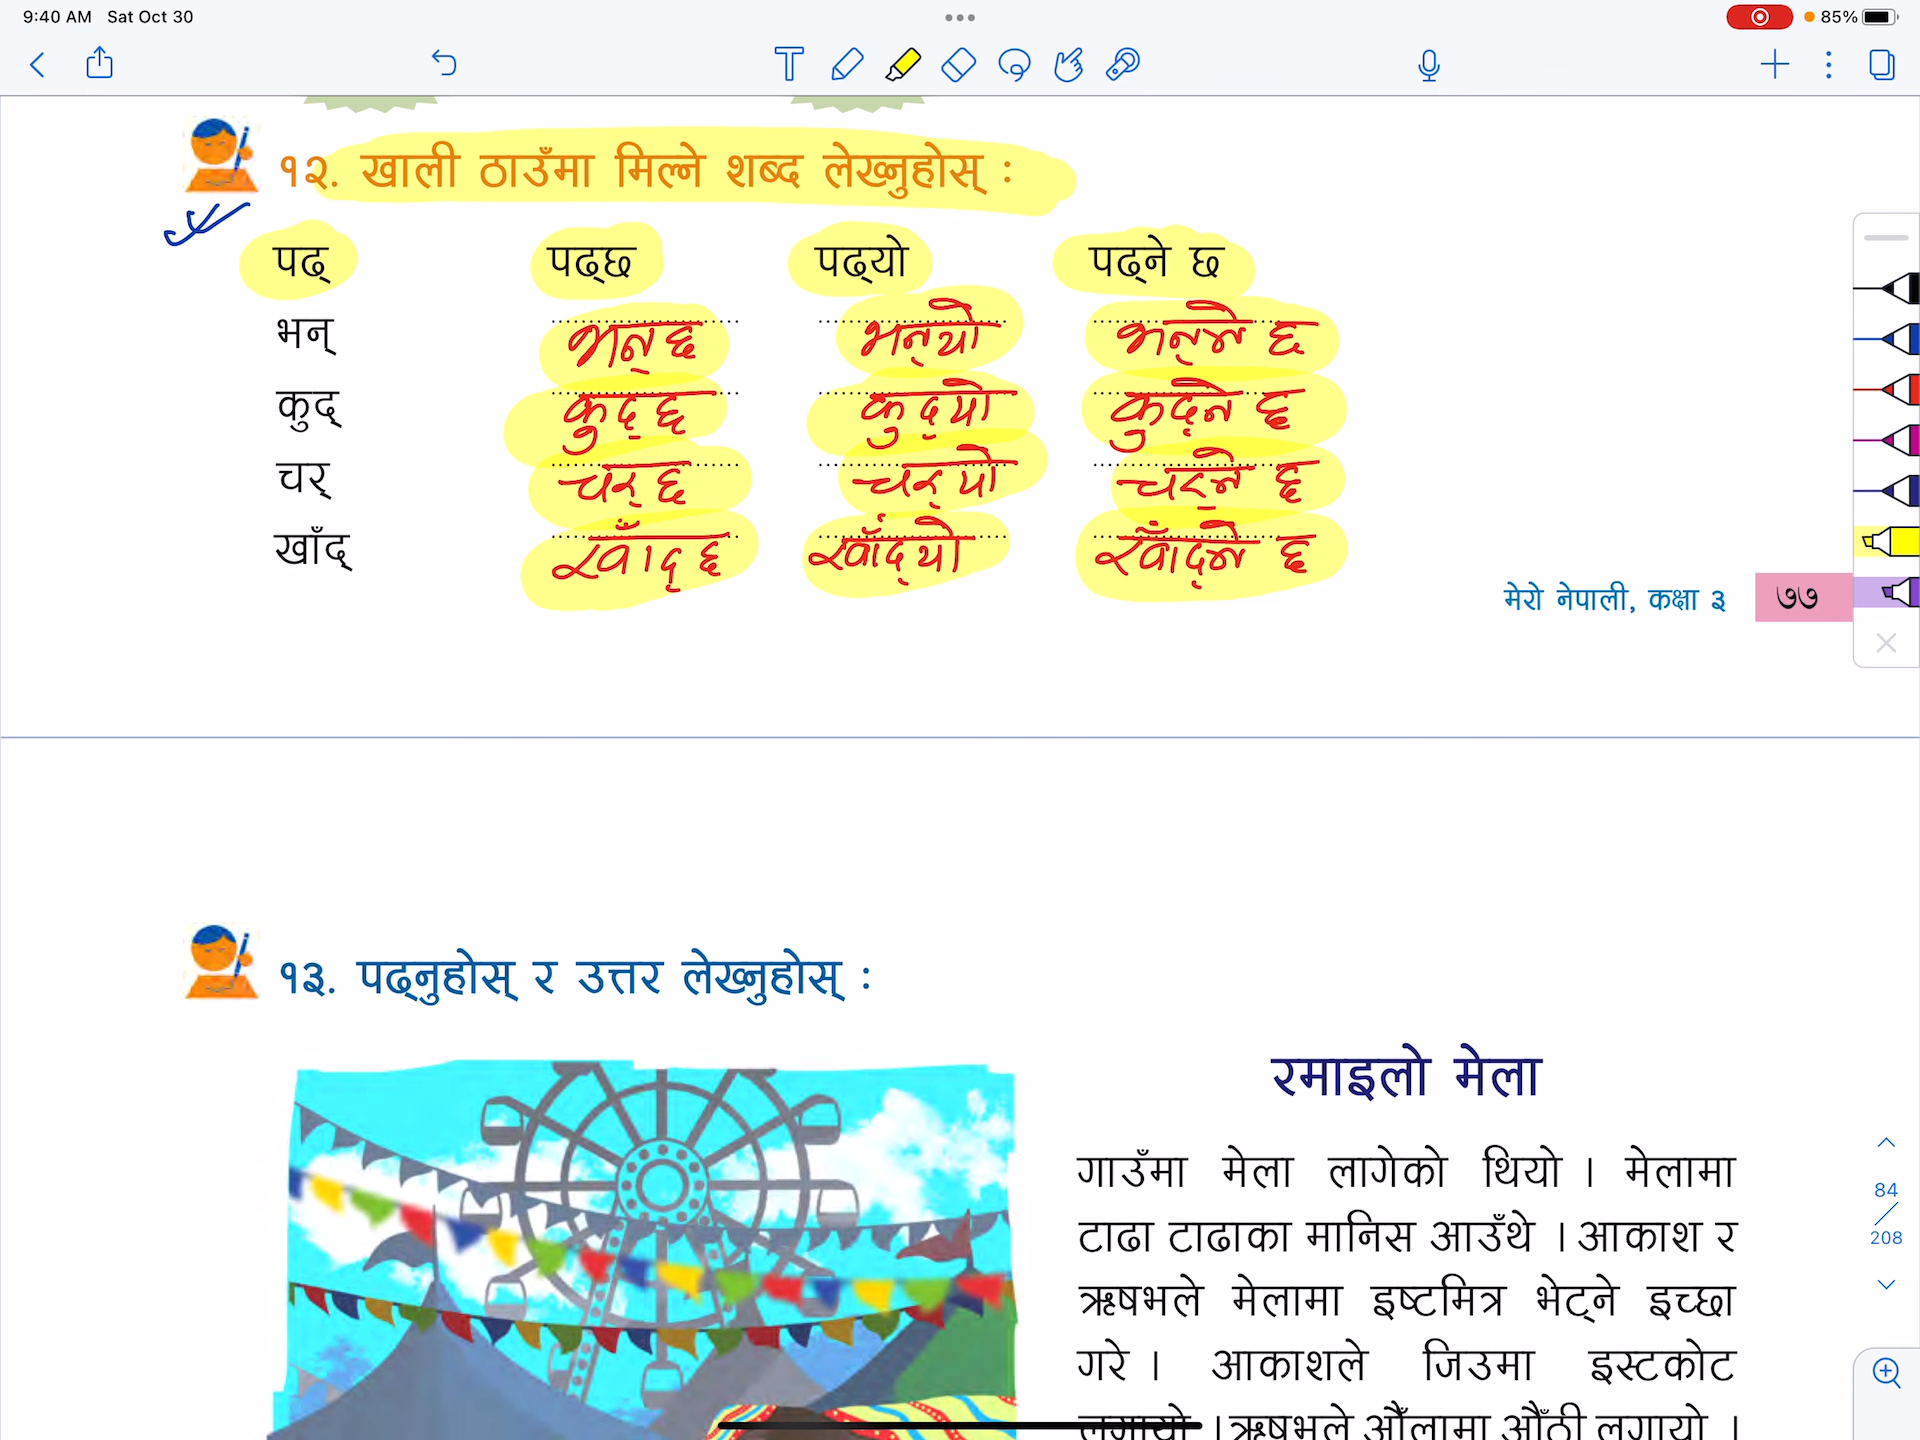 9:40 AM Sat Oct 30
85%
१२. खाली ठाउँमा मिल्ने शब्द लेख्नुहोस् :
पढ् पढ्छ पढ्यो पढ्ने छ
भन् भन्छ भन्यो भन्ने छ
कुद् कुद्छ कुद्यो कुद्ने छ
चर् चर्छ चर्यो चर्ने छ
खाँद् खाँद्छ खाँद्यो खाँद्ने छ
मेरो नेपाली, कक्षा ३ ७७
१३. पढ्नुहोस् र उत्तर लेख्नुहोस् :
रमाइलो मेला
गाउँमा मेला लागेको थियो । मेलामा
टाढा टाढाका मानिस आउँथे । आकाश र
ऋषभले मेलामा इष्टमित्र भेट्ने इच्छा
गरे । आकाशले जिउमा इस्टकोट
लगायो । ऋषभले औँलामा औँठी लगायो ।
84
208